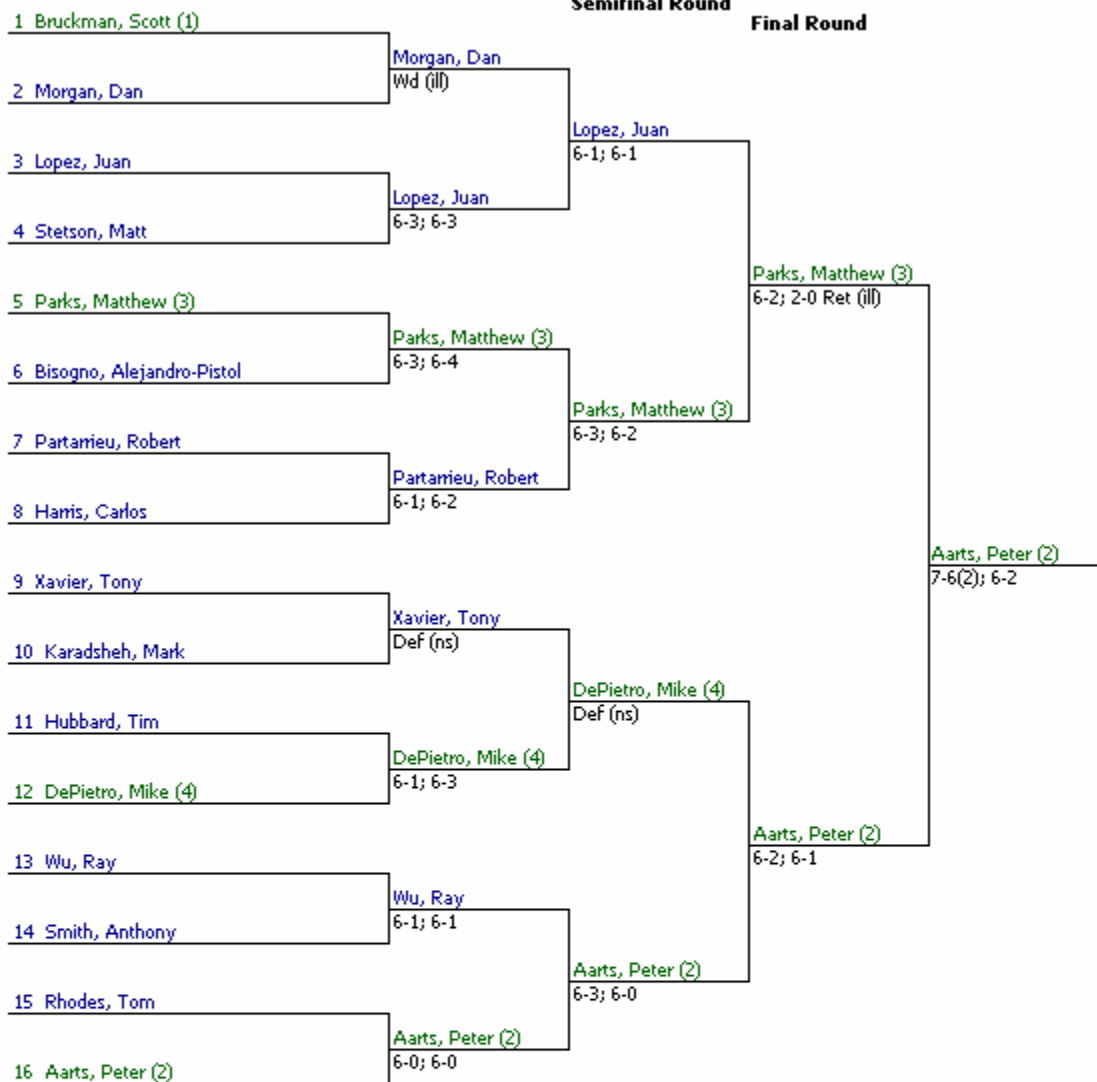 Semifinal Round
Final Round
1 Bruckman, Scott (1)
Morgan, Dan
Wd (ill)
2 Morgan, Dan
Lopez, Juan
6-1; 6-1
3 Lopez, Juan
Lopez, Juan
6-3; 6-3
4 Stetson, Matt
Parks, Matthew (3)
6-2; 2-0 Ret (ill)
5 Parks, Matthew (3)
Parks, Matthew (3)
6-3; 6-4
6 Bisogno, Alejandro-Pistol
Parks, Matthew (3)
6-3; 6-2
7 Partarrieu, Robert
Partarrieu, Robert
6-1; 6-2
8 Harris, Carlos
Aarts, Peter (2)
7-6(2); 6-2
9 Xavier, Tony
Xavier, Tony
Def (ns)
10 Karadsheh, Mark
DePietro, Mike (4)
Def (ns)
11 Hubbard, Tim
DePietro, Mike (4)
6-1; 6-3
12 DePietro, Mike (4)
Aarts, Peter (2)
6-2; 6-1
13 Wu, Ray
Wu, Ray
6-1; 6-1
14 Smith, Anthony
Aarts, Peter (2)
6-3; 6-0
15 Rhodes, Tom
Aarts, Peter (2)
6-0; 6-0
16 Aarts, Peter (2)